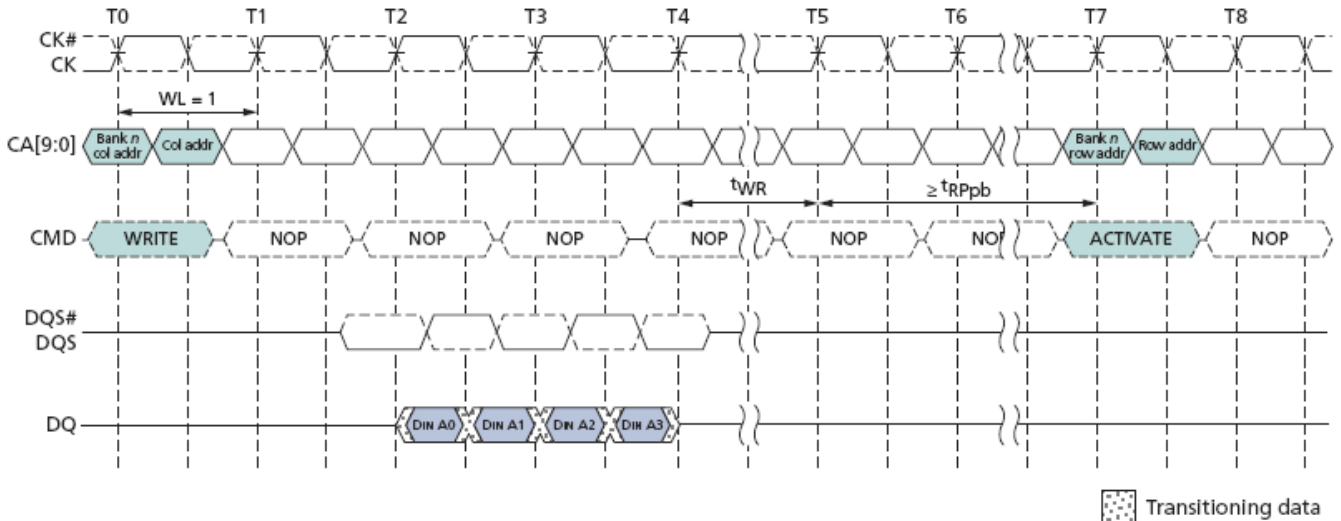 T0 T1 T2 T3 T4 T5 T6 T7 T8
CK#
CK
WL = 1
CA[9:0] Bank n col addr Col addr Bank n row addr Row addr
tWR ≥ tRPpb
CMD WRITE NOP NOP NOP NOP NOP NOP ACTIVATE NOP
DQS#
DQS
DQ DIN A0 DIN A1 DIN A2 DIN A3
Transitioning data